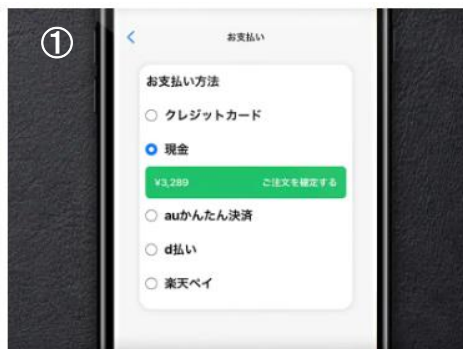 ①
お支払い
お支払い方法
クレジットカード
現金
¥3,289 ご注文を確定する
auかんたん決済
d払い
楽天ペイ